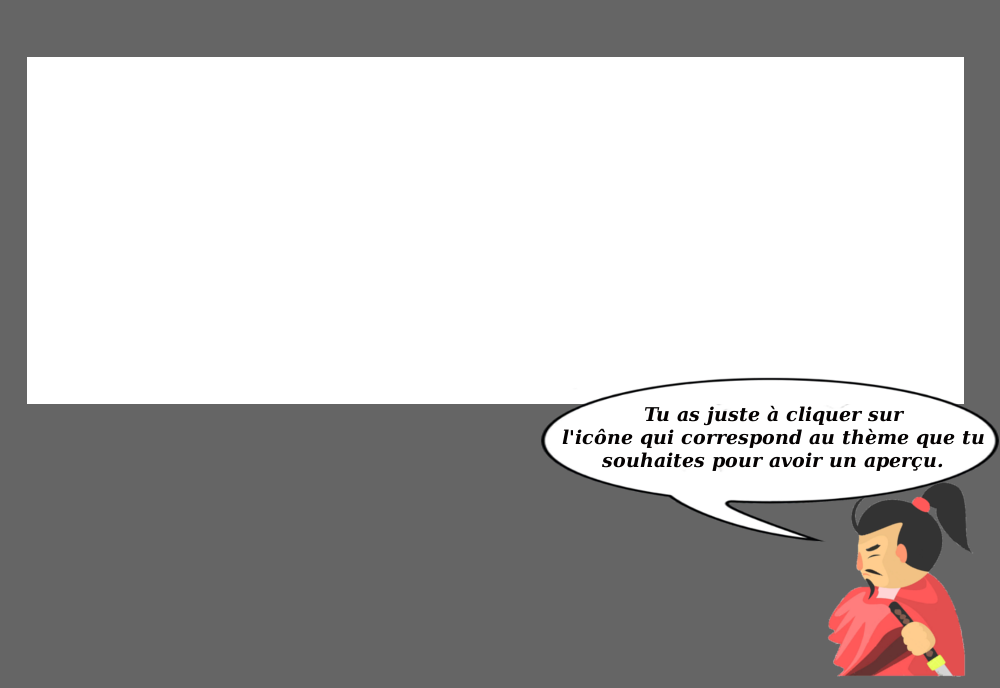 Tu as juste à cliquer sur
l'icône qui correspond au thème que tu
souhaites pour avoir un aperçu.